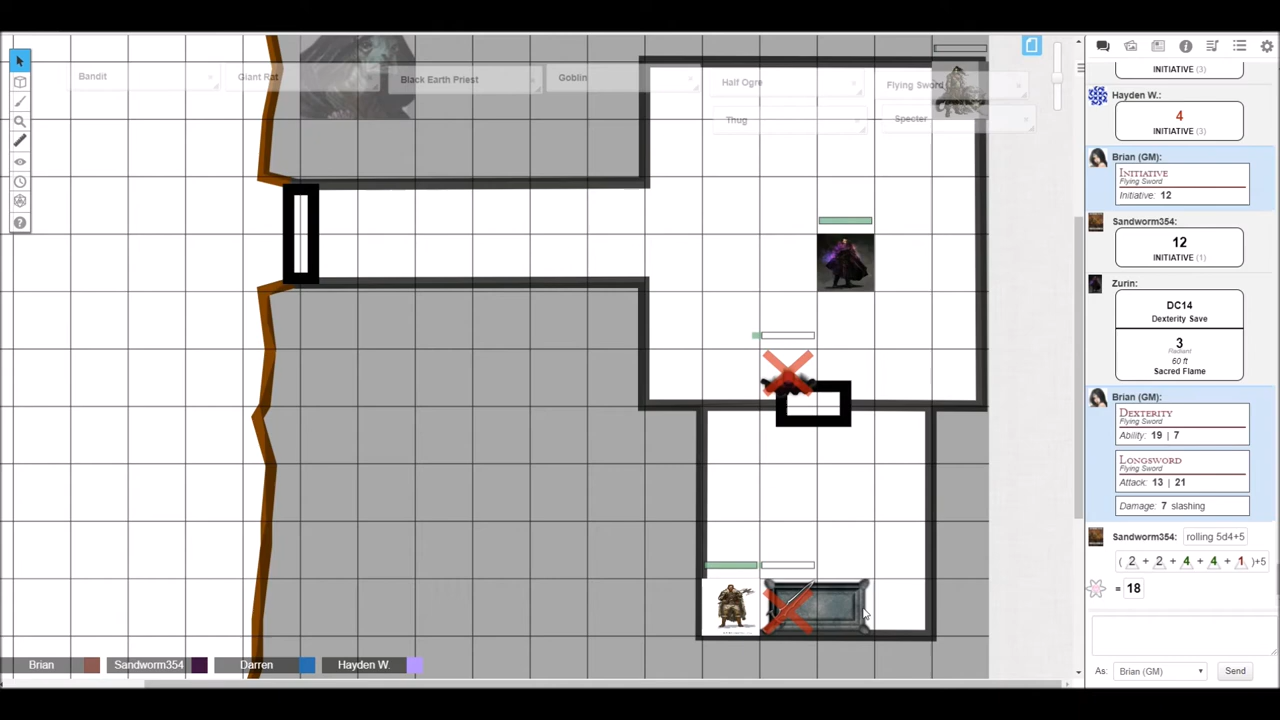 Bandit
Giant Rat
Black Earth Priest
Goblin
Half Ogre
Flying Sword
Thug
Specter
Brian
Sandworm354
Darren
Hayden W.
INITIATIVE (3)
Hayden W.:
4
INITIATIVE (3)
Brian (GM):
INITIATIVE
Flying Sword
Initiative: 12
Sandworm354:
12
INITIATIVE (1)
Zurin:
DC14
Dexterity Save
3
Radiant
60 ft
Sacred Flame
Brian (GM):
DEXTERITY
Flying Sword
Ability: 19 | 7
LONGSWORD
Flying Sword
Attack: 13 | 21
Damage: 7 slashing
Sandworm354: rolling 5d4+5
( 2 + 2 + 4 + 4 + 1 )+5
= 18
As: Brian (GM) Send